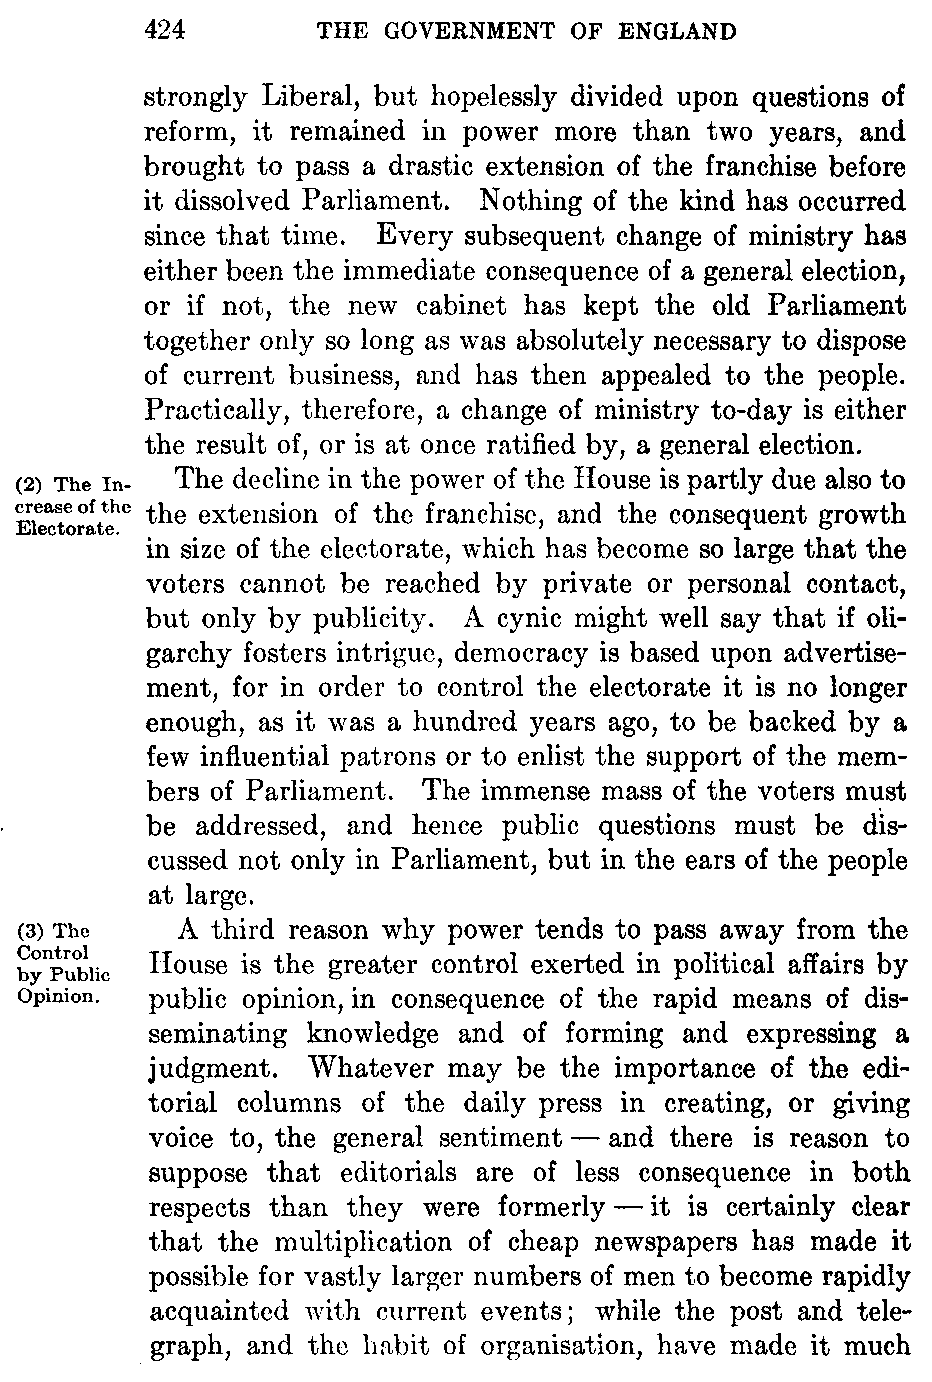 424 THE GOVERNMENT OF ENGLAND
strongly Liberal, but hopelessly divided upon questions of
reform, it remained in power more than two years, and
brought to pass a drastic extension of the franchise before
it dissolved Parliament. Nothing of the kind has occurred
since that time. Every subsequent change of ministry has
either been the immediate consequence of a general election,
or if not, the new cabinet has kept the old Parliament
together only so long as was absolutely necessary to dispose
of current business, and has then appealed to the people.
Practically, therefore, a change of ministry to-day is either
the result of, or is at once ratified by, a general election.
(2) The In-
crease of the
Electorate.
The decline in the power of the House is partly due also to
the extension of the franchise, and the consequent growth
in size of the electorate, which has become so large that the
voters cannot be reached by private or personal contact,
but only by publicity. A cynic might well say that if oli-
garchy fosters intrigue, democracy is based upon advertise-
ment, for in order to control the electorate it is no longer
enough, as it was a hundred years ago, to be backed by a
few influential patrons or to enlist the support of the mem-
bers of Parliament. The immense mass of the voters must
be addressed, and hence public questions must be dis-
cussed not only in Parliament, but in the ears of the people
at large.
(3) The
Control
by Public
Opinion.
A third reason why power tends to pass away from the
House is the greater control exerted in political affairs by
public opinion, in consequence of the rapid means of dis-
seminating knowledge and of forming and expressing a
judgment. Whatever may be the importance of the edi-
torial columns of the daily press in creating, or giving
voice to, the general sentiment — and there is reason to
suppose that editorials are of less consequence in both
respects than they were formerly — it is certainly clear
that the multiplication of cheap newspapers has made it
possible for vastly larger numbers of men to become rapidly
acquainted with current events; while the post and tele-
graph, and the habit of organisation, have made it much